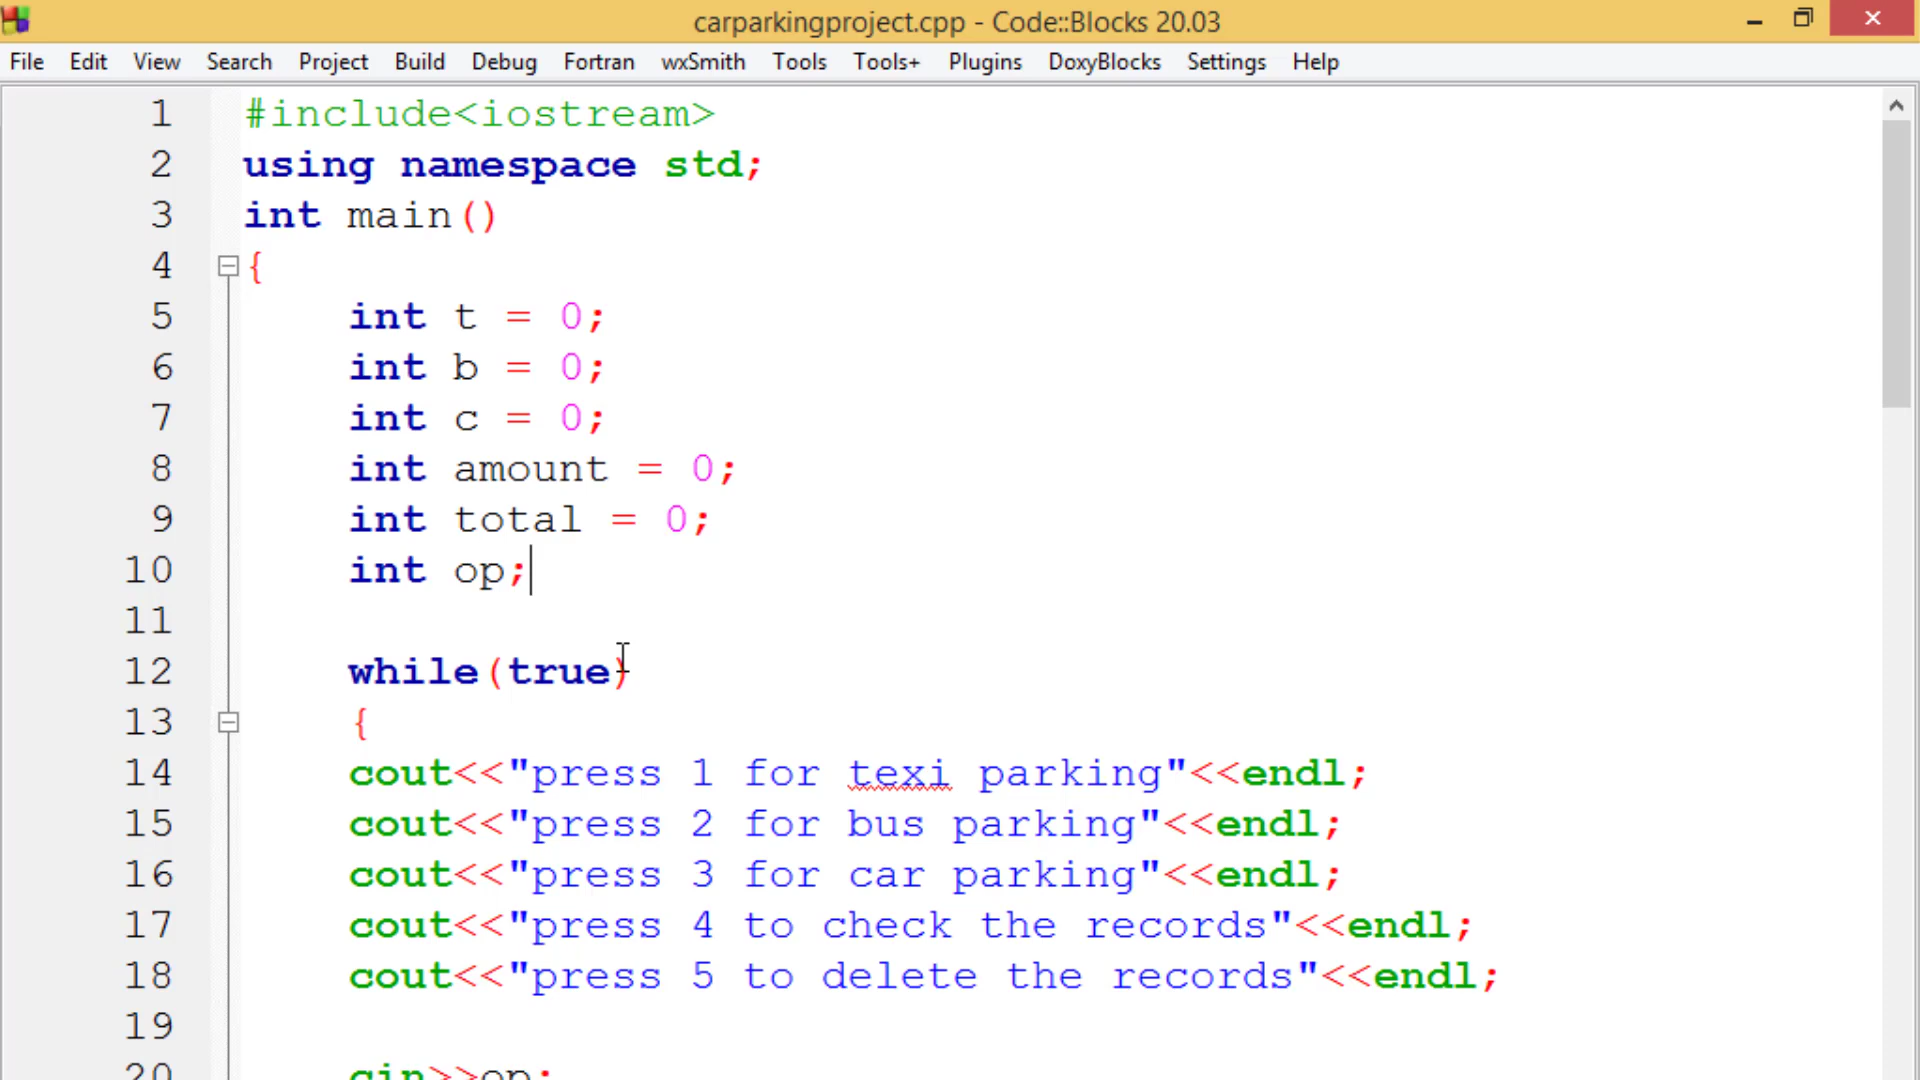 carparkingproject.cpp - Code::Blocks 20.03
File Edit View Search Project Build Debug Fortran wxSmith Tools Tools+ Plugins DoxyBlocks Settings Help
1 #include<iostream>
2 using namespace std;
3 int main()
4 {
5 int t = 0;
6 int b = 0;
7 int c = 0;
8 int amount = 0;
9 int total = 0;
10 int op;
11
12 while(true)
13 {
14 cout<<"press 1 for texi parking"<<endl;
15 cout<<"press 2 for bus parking"<<endl;
16 cout<<"press 3 for car parking"<<endl;
17 cout<<"press 4 to check the records"<<endl;
18 cout<<"press 5 to delete the records"<<endl;
19
20 cin>>op;